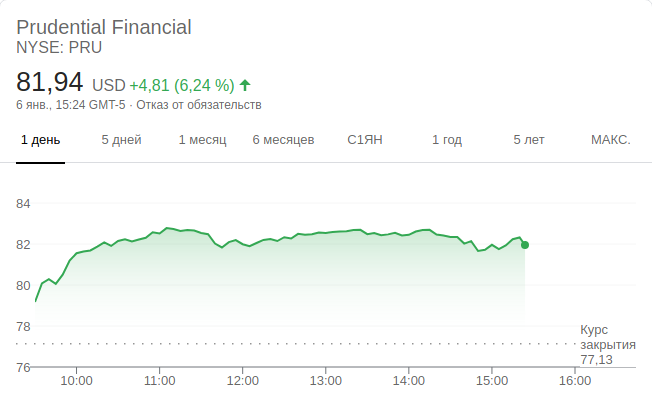 Prudential Financial
NYSE: PRU
81,94 USD +4,81 (6,24 %)
6 янв., 15:24 GMT-5 · Отказ от обязательств
1 день 5 дней 1 месяц 6 месяцев С1ЯН 1 год 5 лет МАКС.
84
82
80
78
76
Курс
закрытия
77,13
10:00 11:00 12:00 13:00 14:00 15:00 16:00